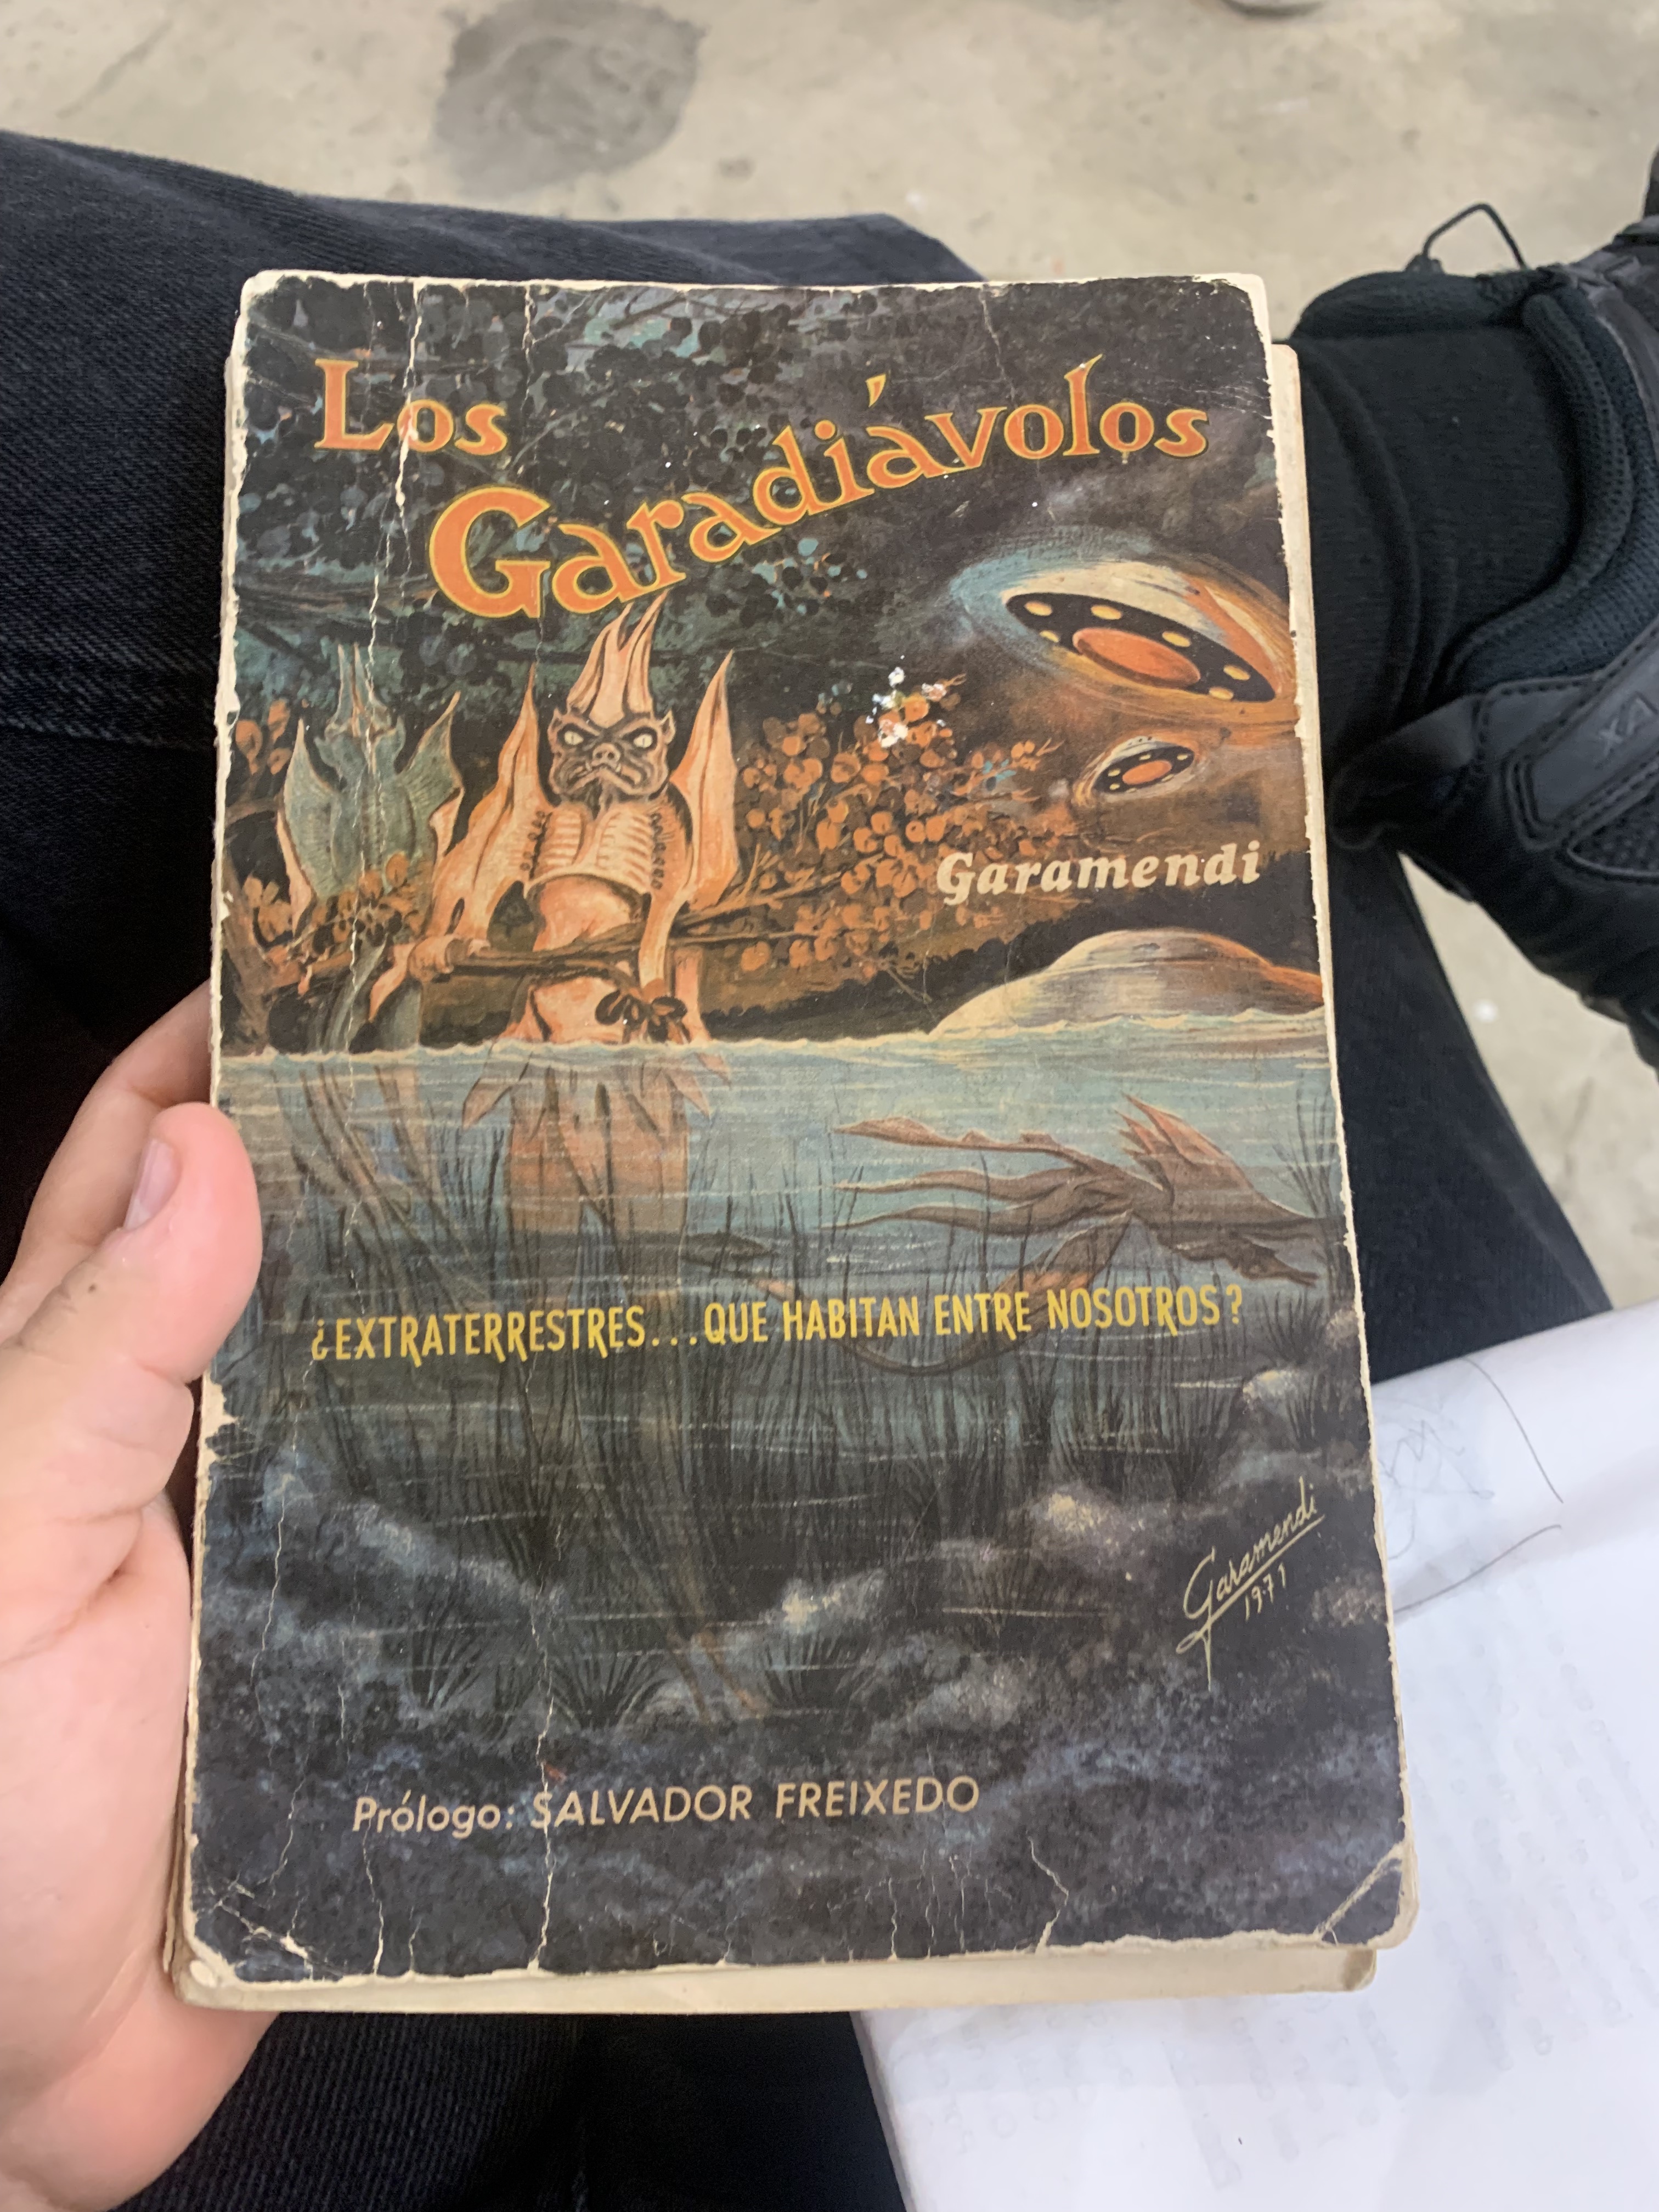 Los
Garadiávolos
Garamendi
¿EXTRATERRESTRES...QUE HABITAN ENTRE NOSOTROS?
Garamendi
1971
Prólogo: SALVADOR FREIXEDO